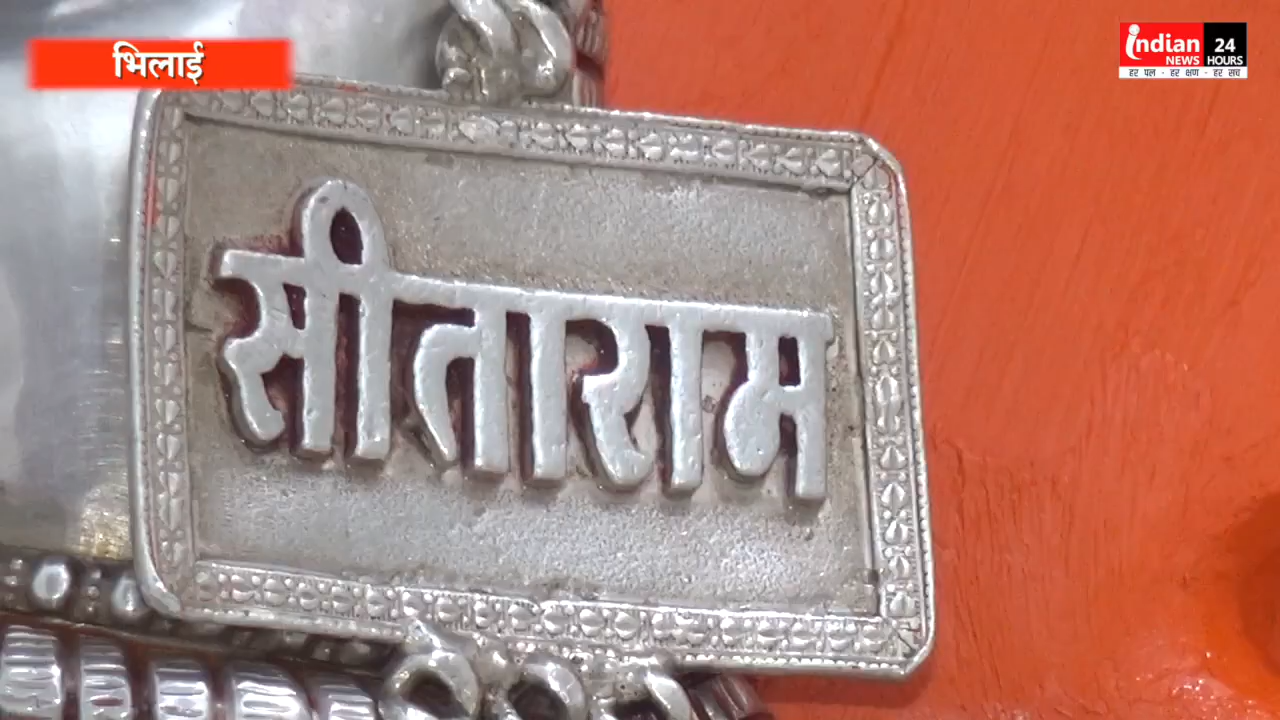 भिलाई
indian
NEWS
24
HOURS
हर पल - हर क्षण - हर सच
सीताराम